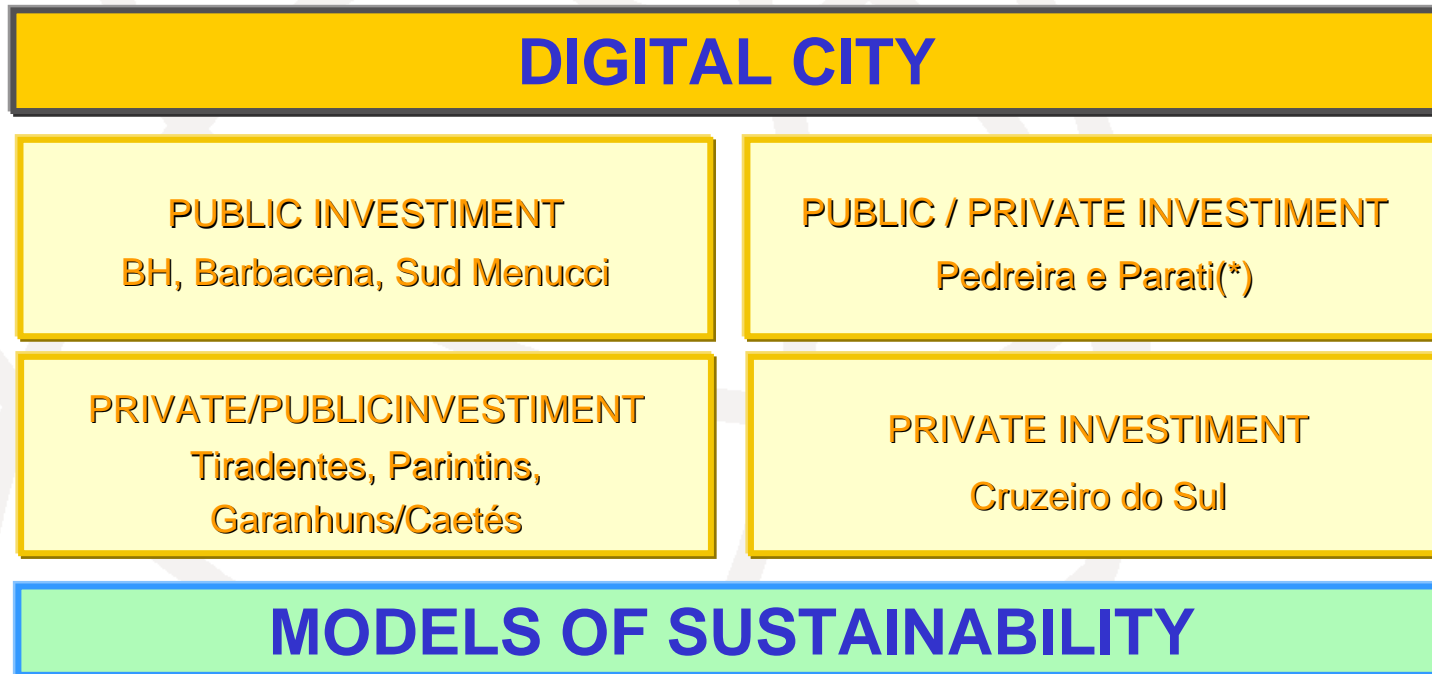 DIGITAL CITY
PUBLIC INVESTIMENT
BH, Barbacena, Sud Menucci
PUBLIC / PRIVATE INVESTIMENT
Pedreira e Parati(*)
PRIVATE/PUBLICINVESTIMENT
Tiradentes, Parintins,
Garanhuns/Caetés
PRIVATE INVESTIMENT
Cruzeiro do Sul
MODELS OF SUSTAINABILITY